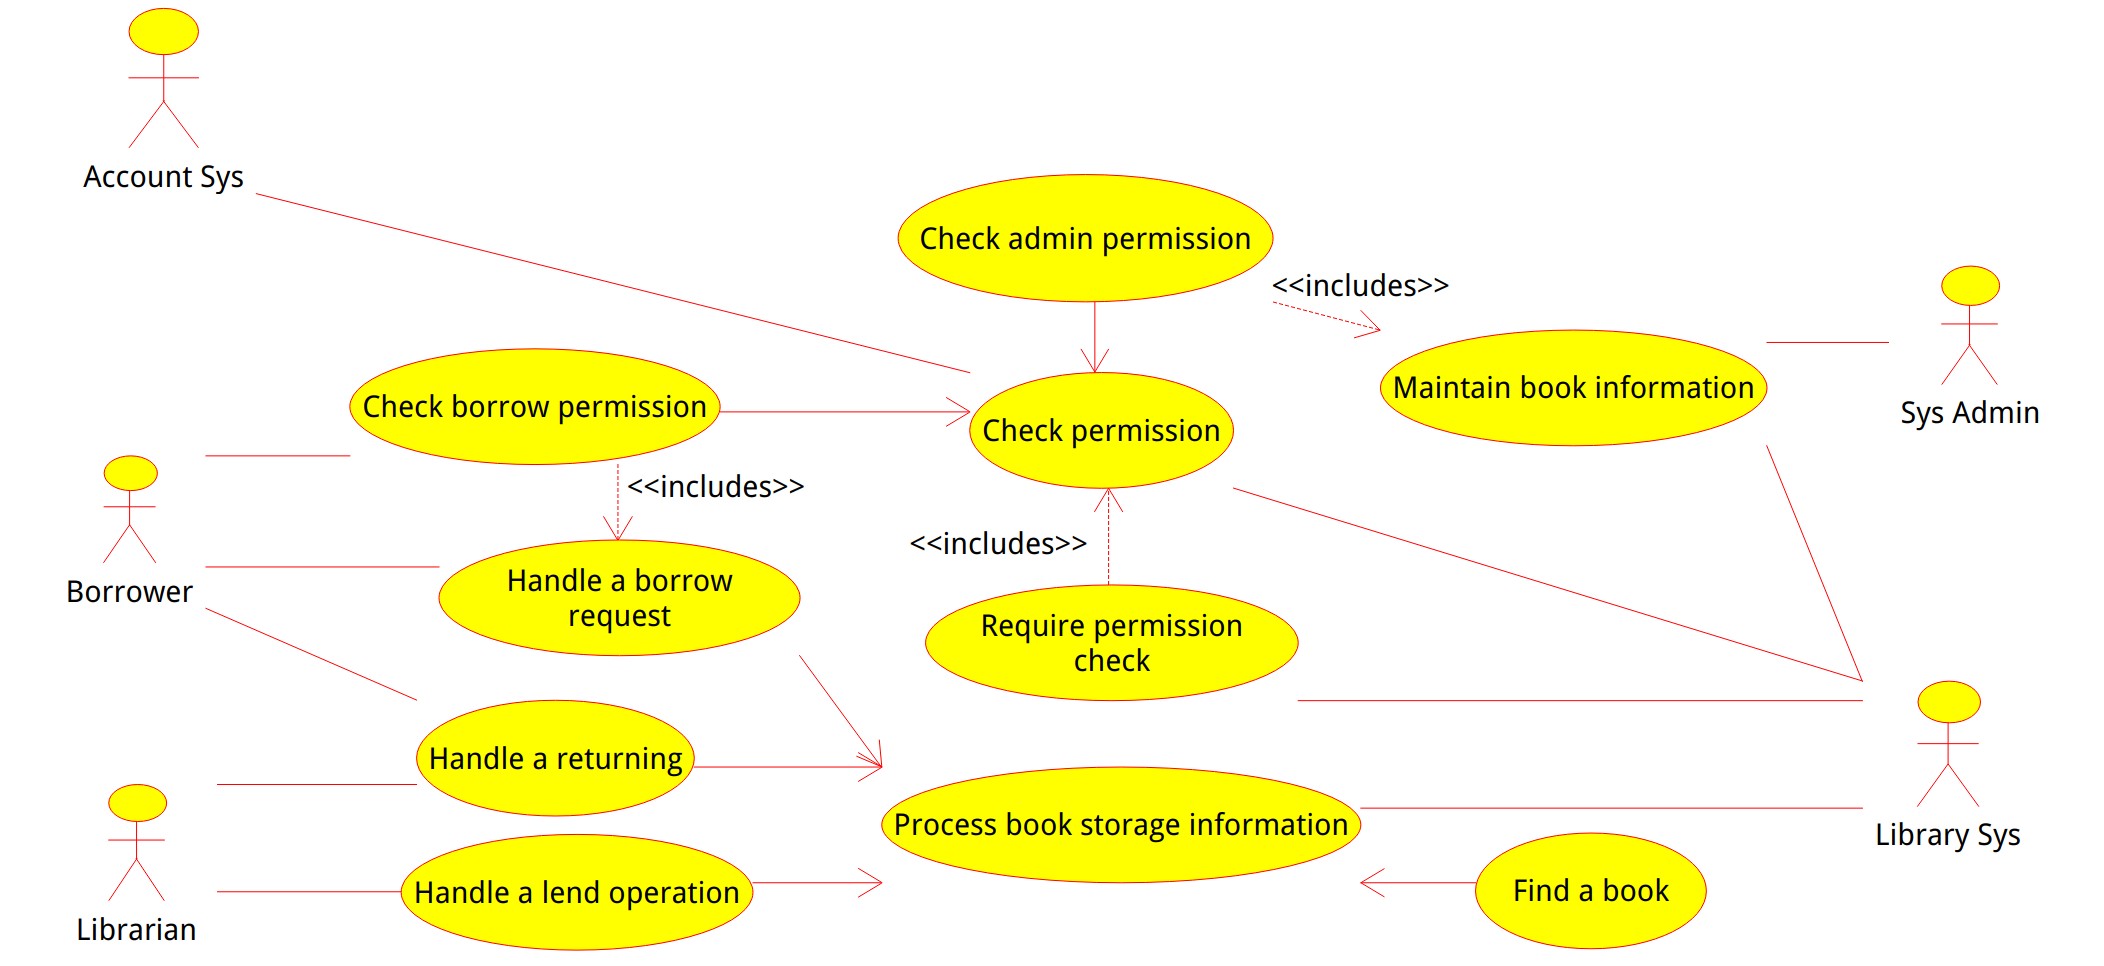 Account Sys
Check admin permission
<<includes>>
Maintain book information
Sys Admin
Check borrow permission
Check permission
<<includes>>
<<includes>>
Borrower
Handle a borrow
request
Require permission
check
Handle a returning
Process book storage information
Library Sys
Handle a lend operation
Find a book
Librarian